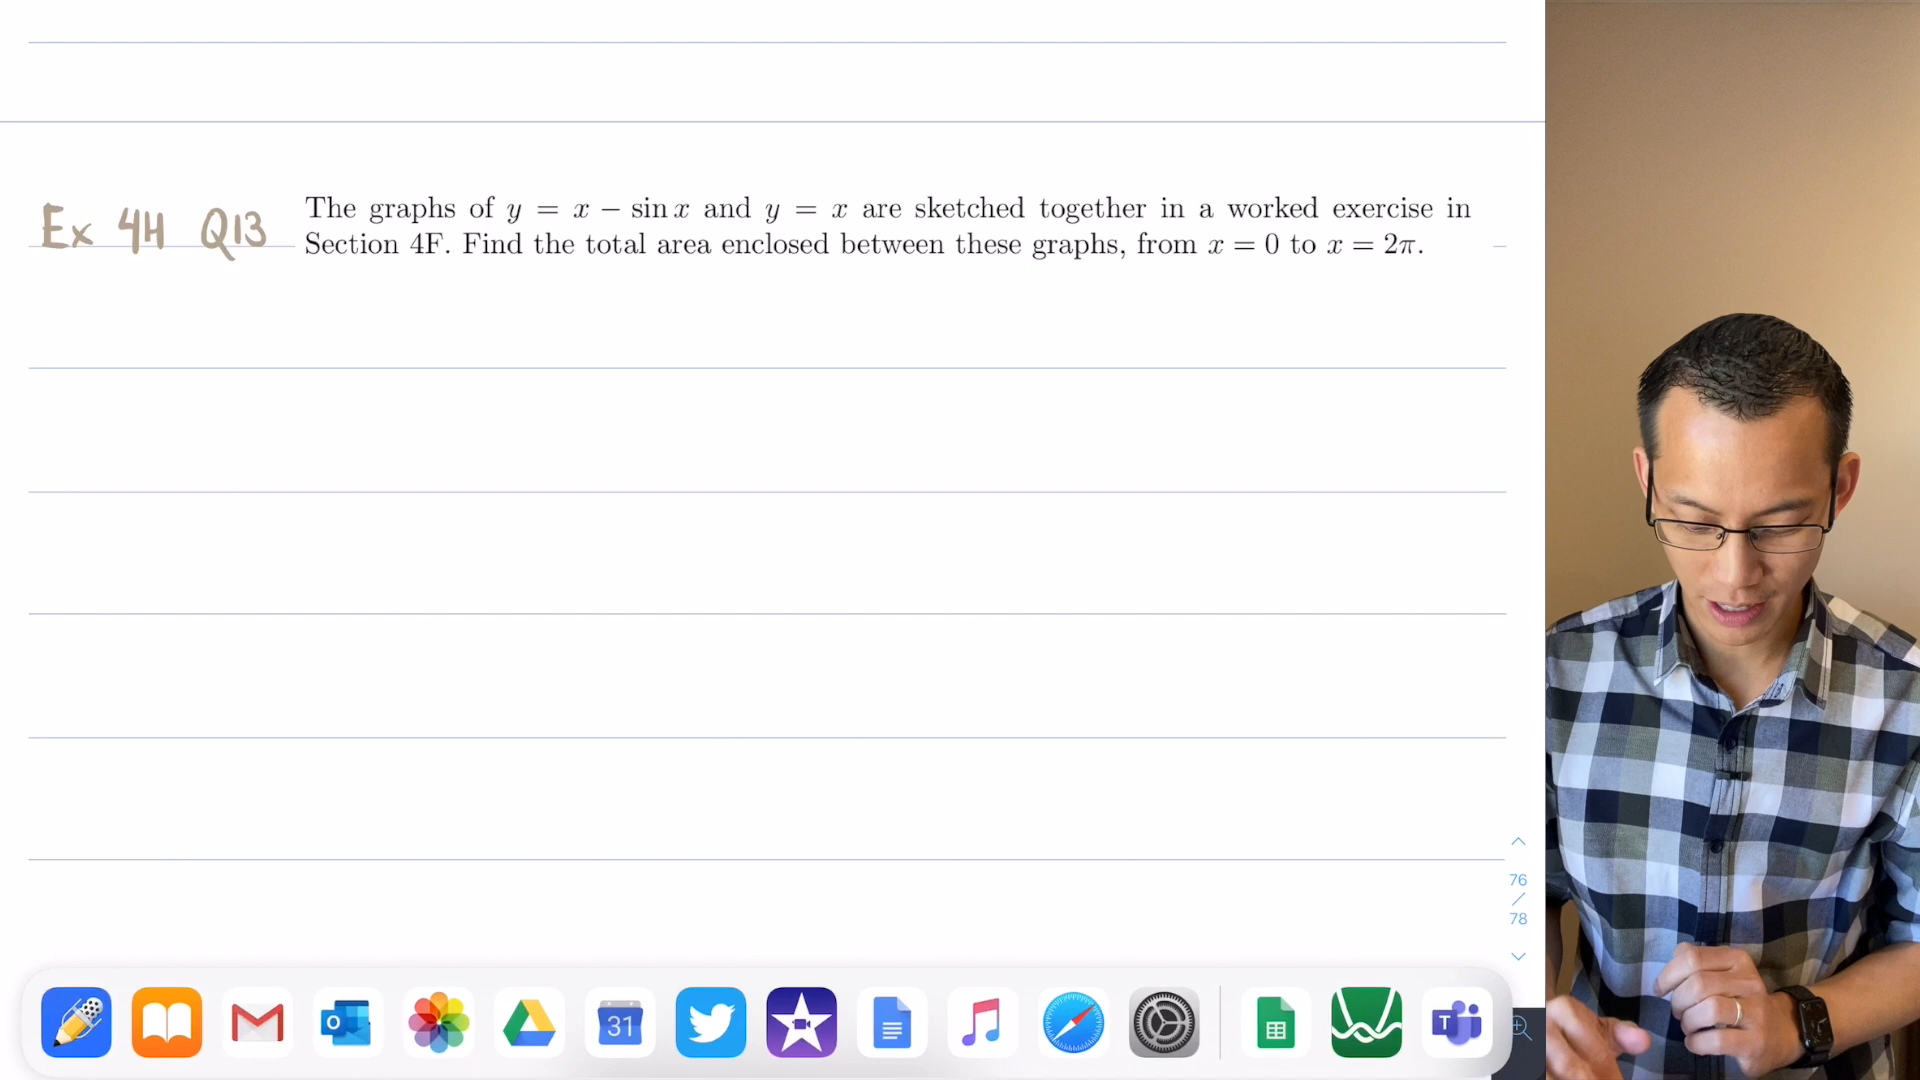 Ex 4H Q13
The graphs of y = x − sin x and y = x are sketched together in a worked exercise in
Section 4F. Find the total area enclosed between these graphs, from x = 0 to x = 2π.
76
/
78
31